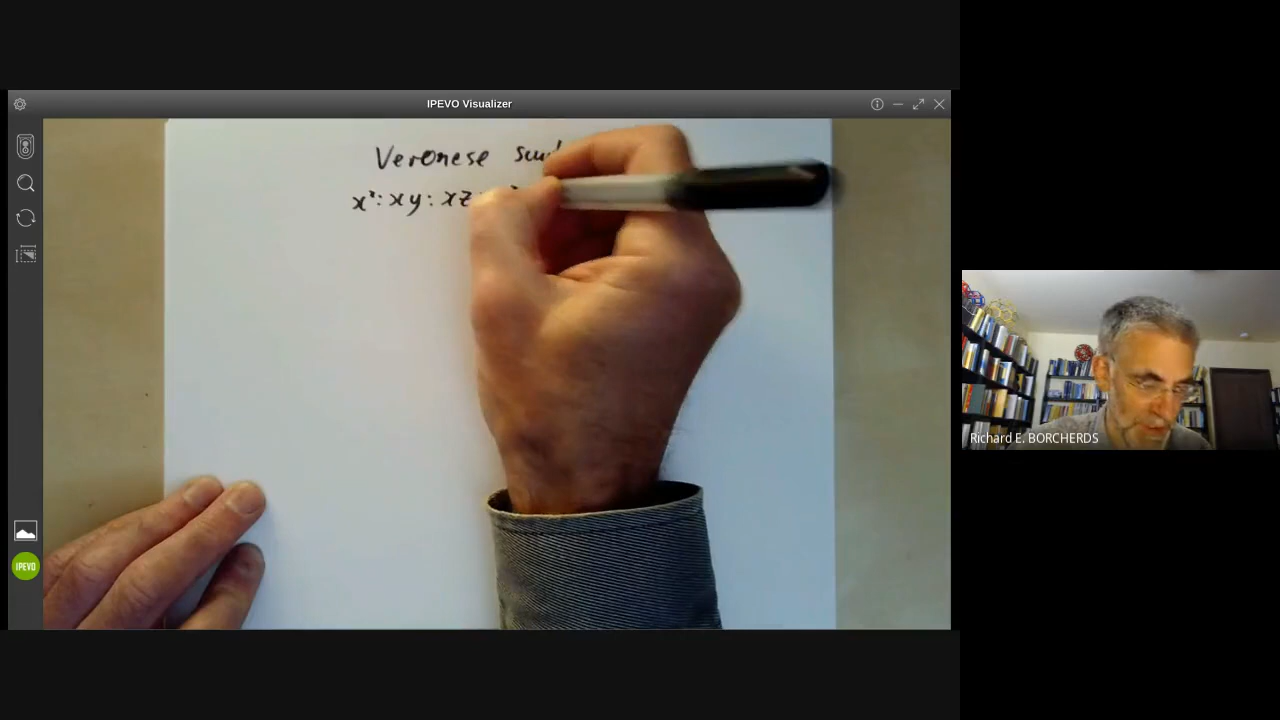 IPEVO Visualizer
Veronese
x²: xy: xz
Richard E. BORCHERDS
IPEVO